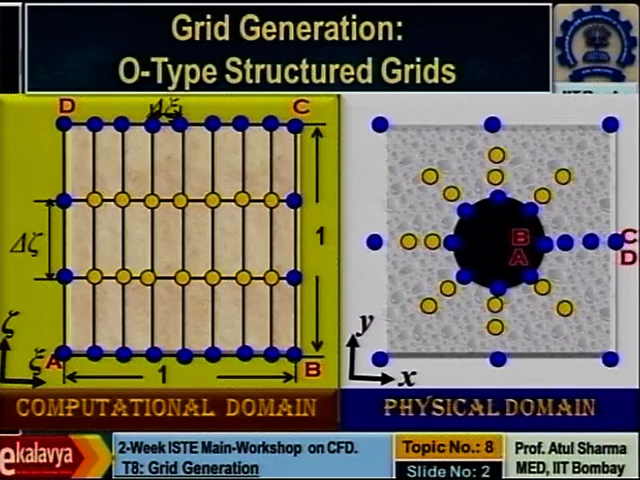 Grid Generation:
O-Type Structured Grids
D
Δξ
C
Δζ
1
ζ
ξ
A
1
B
B
A
C
D
y
x
COMPUTATIONAL DOMAIN
PHYSICAL DOMAIN
ekalavya
2-Week ISTE Main-Workshop on CFD.
T8: Grid Generation
Topic No.: 8
Slide No: 2
Prof. Atul Sharma
MED, IIT Bombay